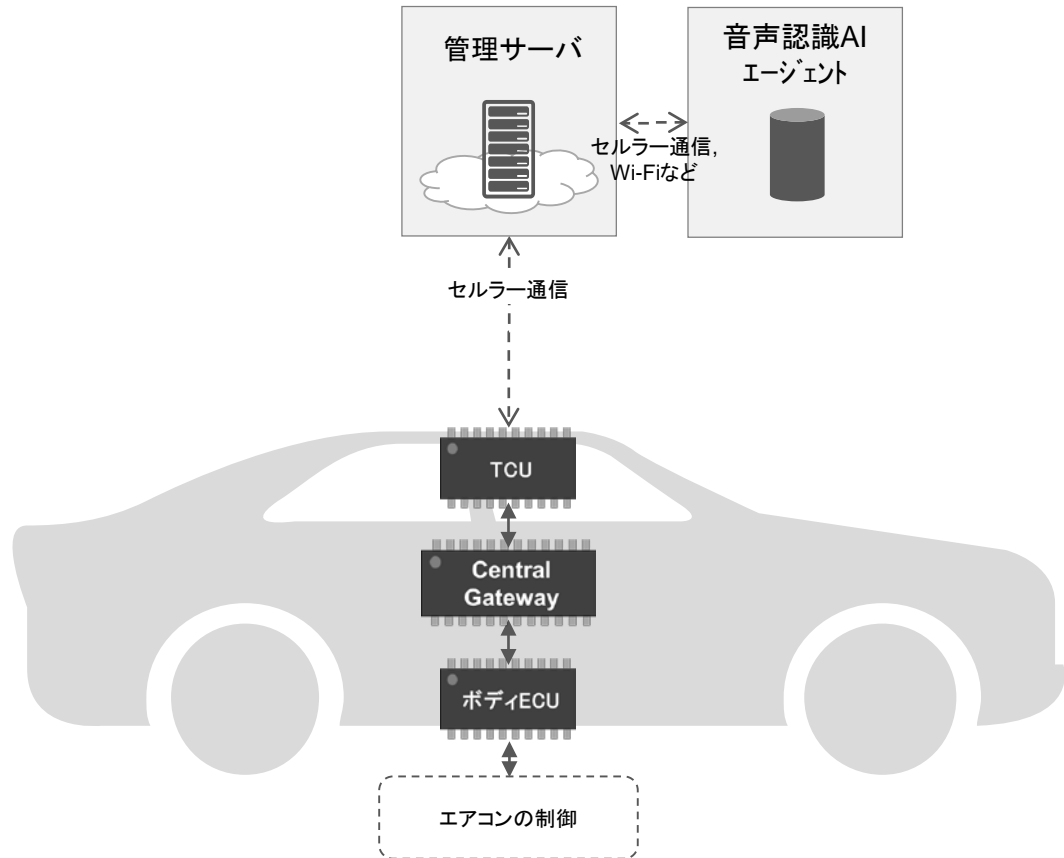 管理サーバ
音声認識AI
エージェント
セルラー通信,
Wi-Fiなど
セルラー通信
TCU
Central
Gateway
ボディECU
エアコンの制御